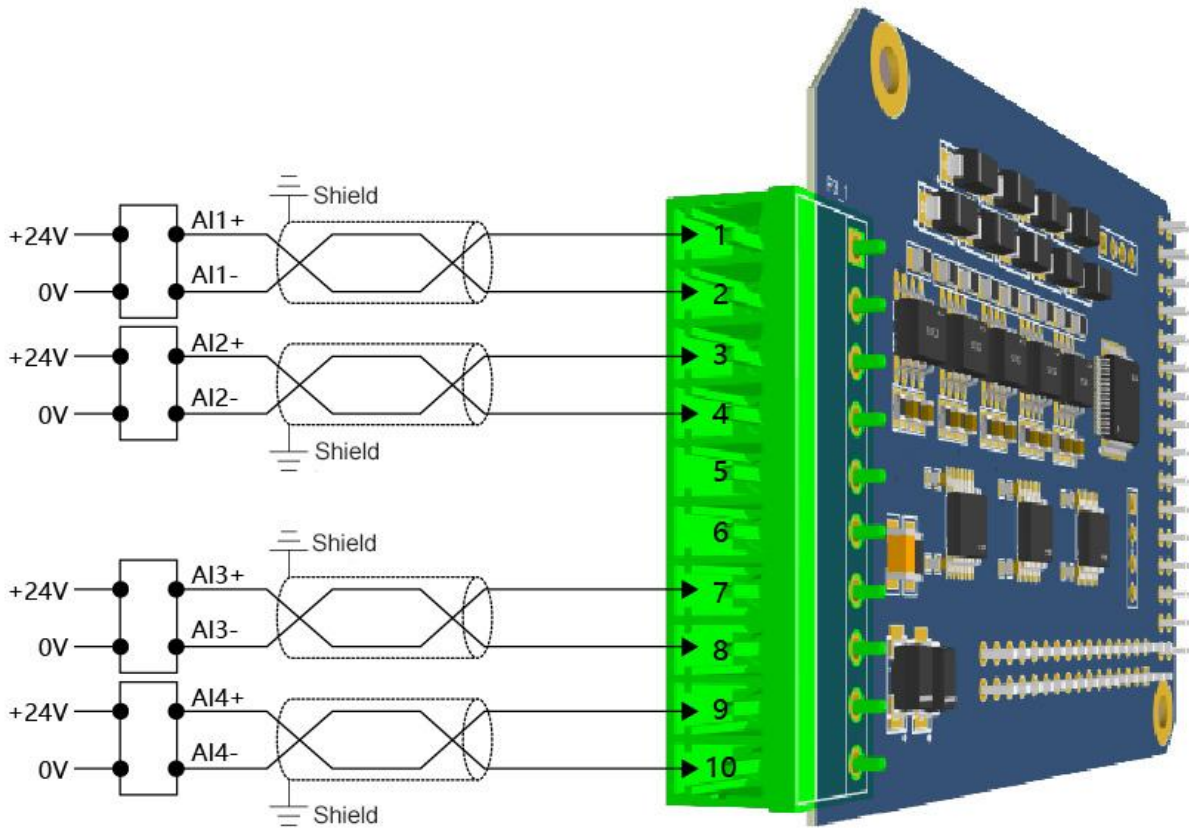 Shield
+24V AI1+ 1
0V AI1- 2
+24V AI2+ 3
0V AI2- 4
Shield
5
6
Shield
+24V AI3+ 7
0V AI3- 8
+24V AI4+ 9
0V AI4- 10
Shield